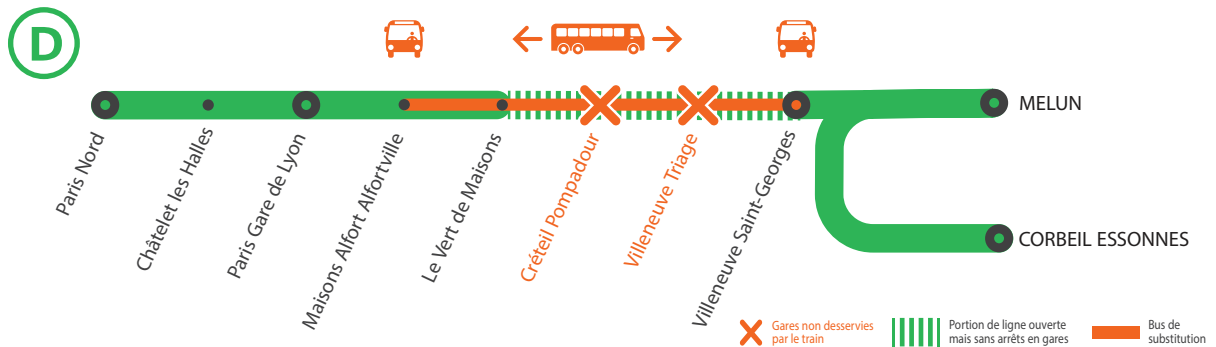 D
Paris Nord
Châtelet les Halles
Paris Gare de Lyon
Maisons Alfort Alfortville
Le Vert de Maisons
Créteil Pompadour
Villeneuve Triage
Villeneuve Saint-Georges
MELUN
CORBEIL ESSONNES
Gares non desservies
par le train
Portion de ligne ouverte
mais sans arrêts en gares
Bus de
substitution